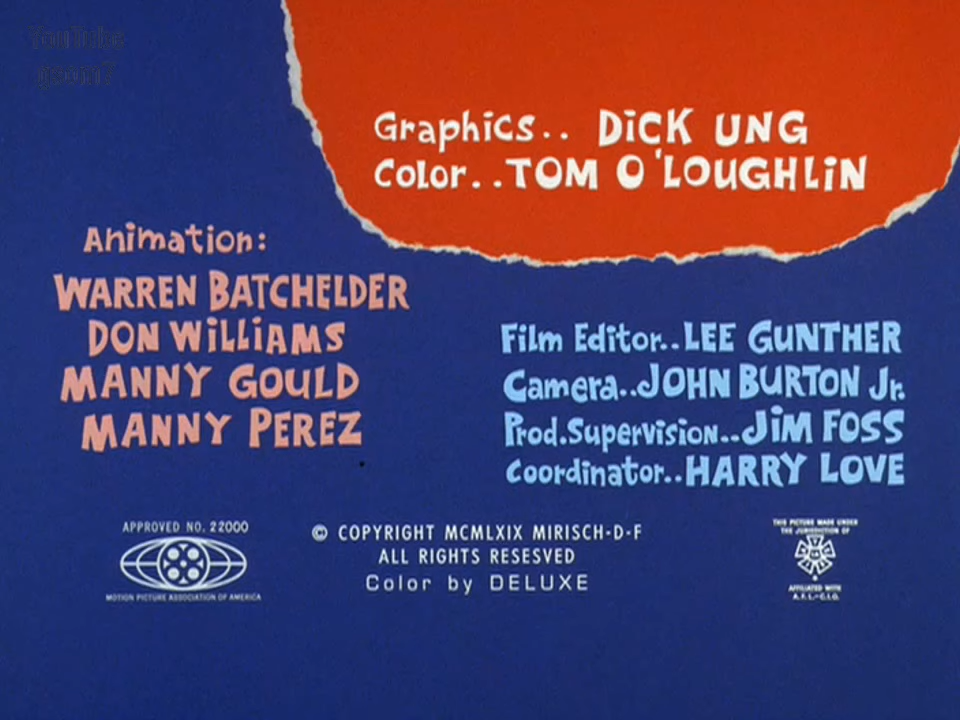 YouTube
Graphics.. DICK UNG
Color..TOM O'LOUGHLIN
Animation:
WARREN BATCHELDER
DON WILLIAMS
MANNY GOULD
MANNY PEREZ
Film Editor..LEE GUNTHER
Camera..JOHN BURTON Jr.
Prod.Supervision..JIM FOSS
Coordinator..HARRY LOVE
APPROVED NO. 22000
MOTION PICTURE ASSOCIATION OF AMERICA
© COPYRIGHT MCMLXIX MIRISCH-D-F
ALL RIGHTS RESESVED
Color by DELUXE
THIS PICTURE MADE UNDER
THE JURISDICTION OF
AFFILIATED WITH
A.F.L.-C.I.O.